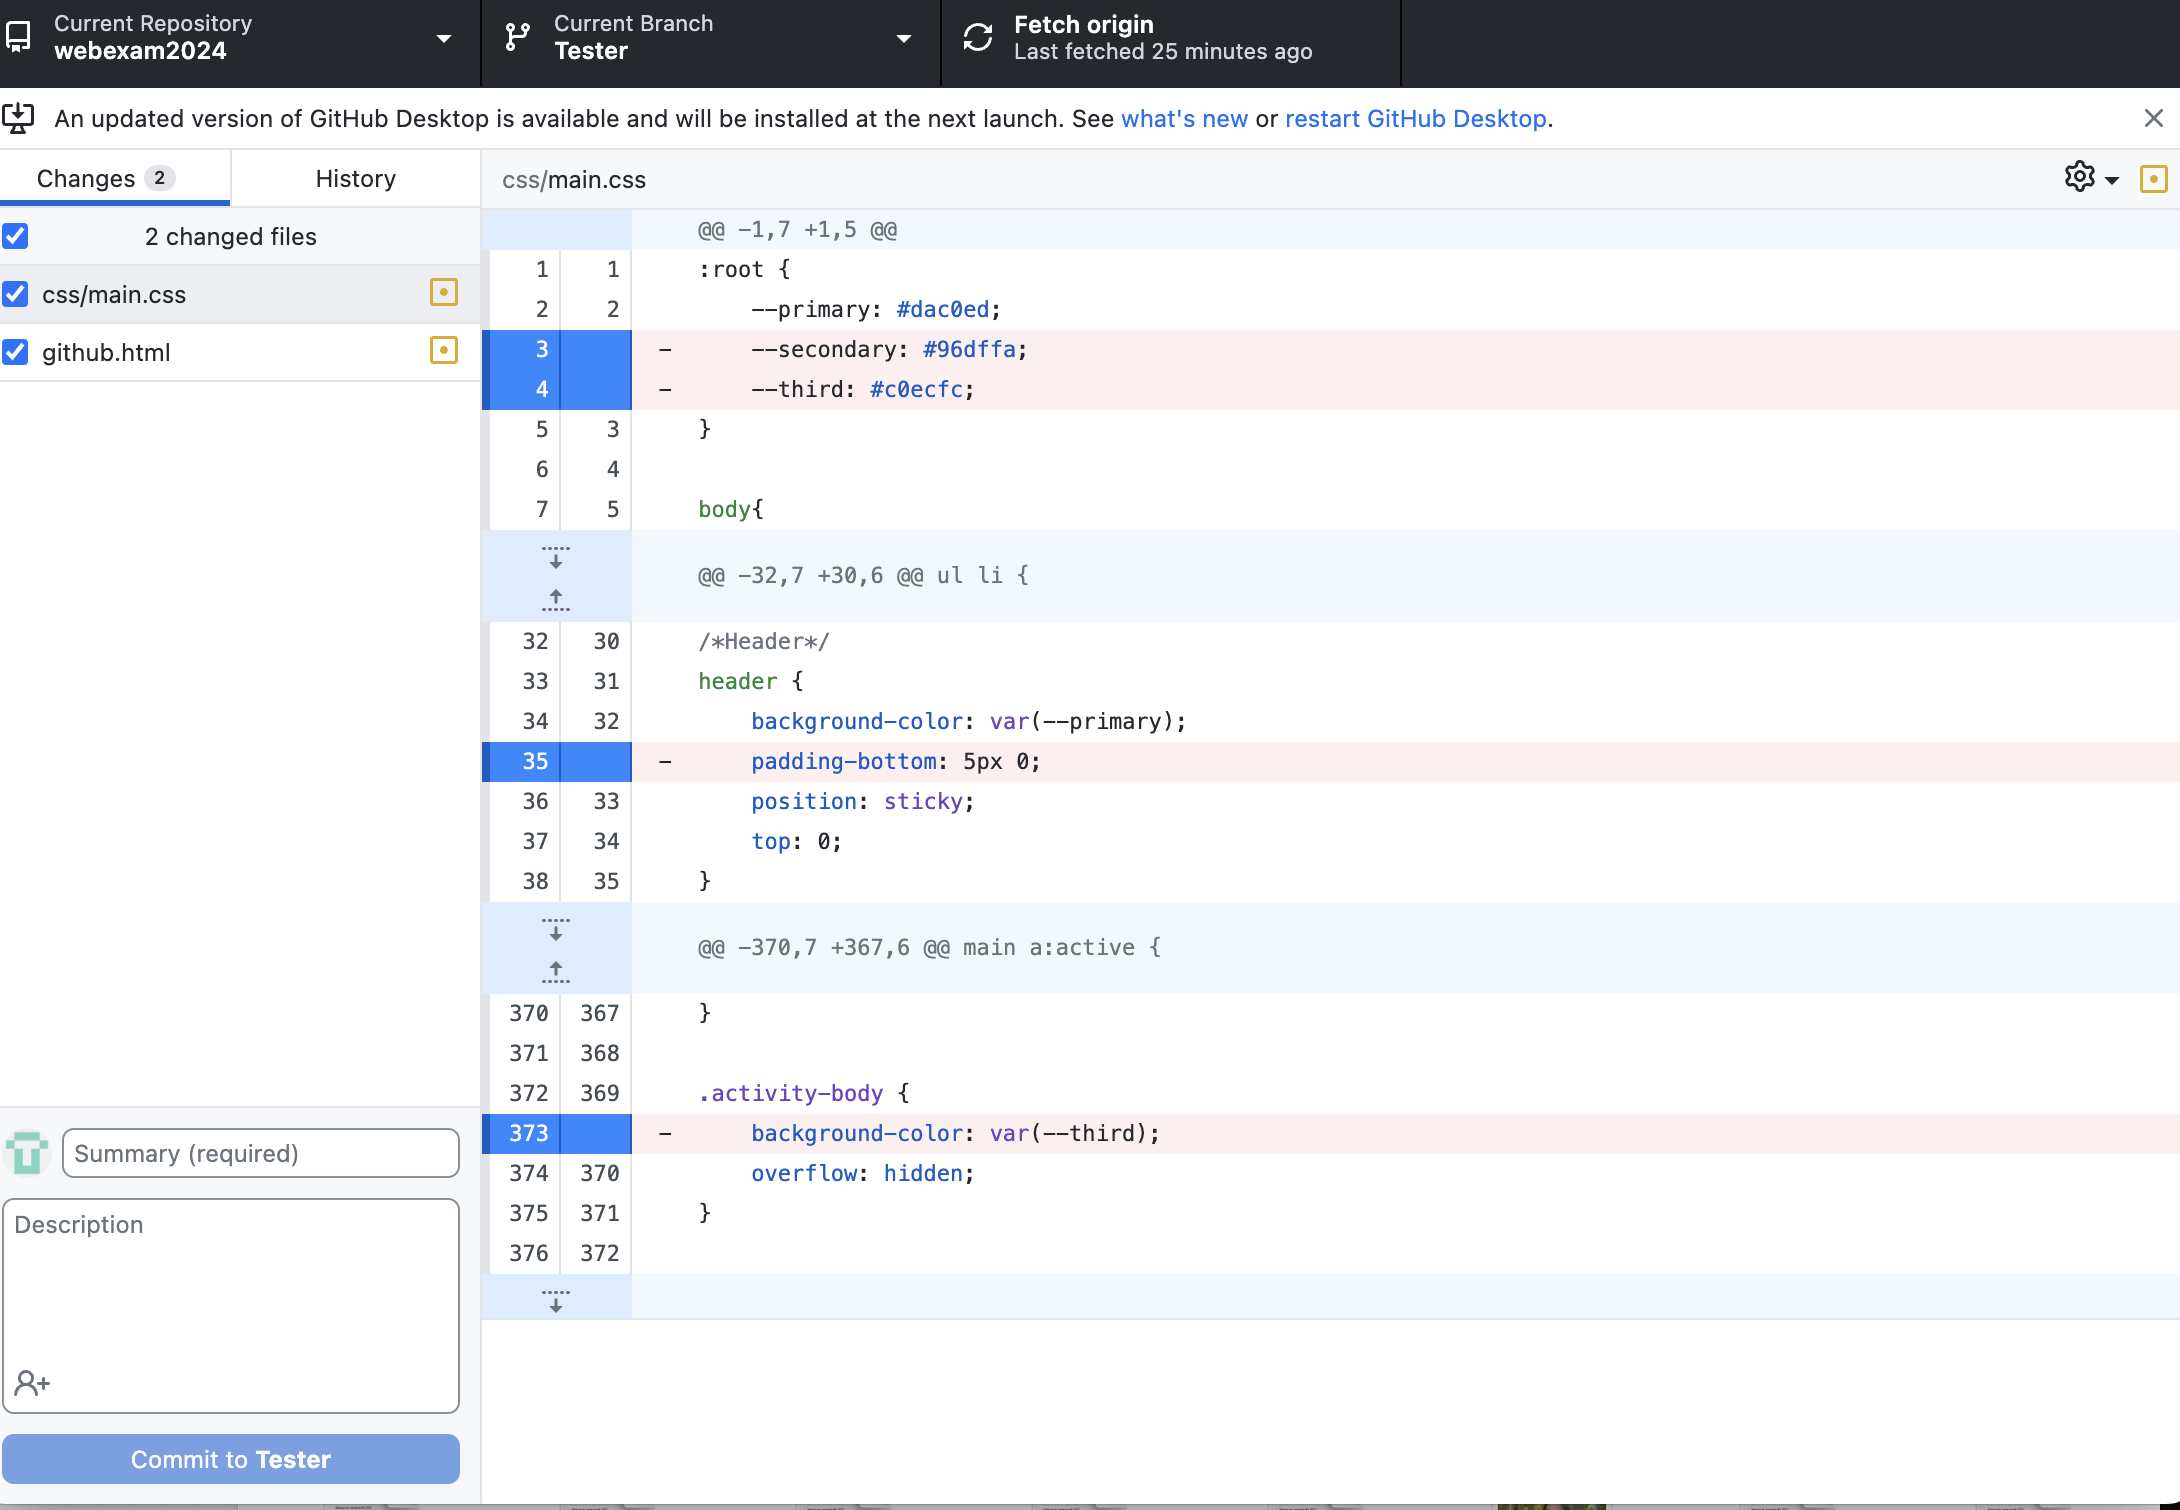 Current Repository
webexam2024
Current Branch
Tester
Fetch origin
Last fetched 25 minutes ago
An updated version of GitHub Desktop is available and will be installed at the next launch. See what's new or restart GitHub Desktop.
Changes 2
History
2 changed files
css/main.css
github.html
Summary (required)
Description
Commit to Tester
css/main.css
@@ -1,7 +1,5 @@
1 1 :root {
2 2 --primary: #dac0ed;
3 - --secondary: #96dffa;
4 - --third: #c0ecfc;
5 3 }
6 4
7 5 body{
@@ -32,7 +30,6 @@ ul li {
32 30 /*Header*/
33 31 header {
34 32 background-color: var(--primary);
35 - padding-bottom: 5px 0;
36 33 position: sticky;
37 34 top: 0;
38 35 }
@@ -370,7 +367,6 @@ main a:active {
370 367 }
371 368
372 369 .activity-body {
373 - background-color: var(--third);
374 370 overflow: hidden;
375 371 }
376 372